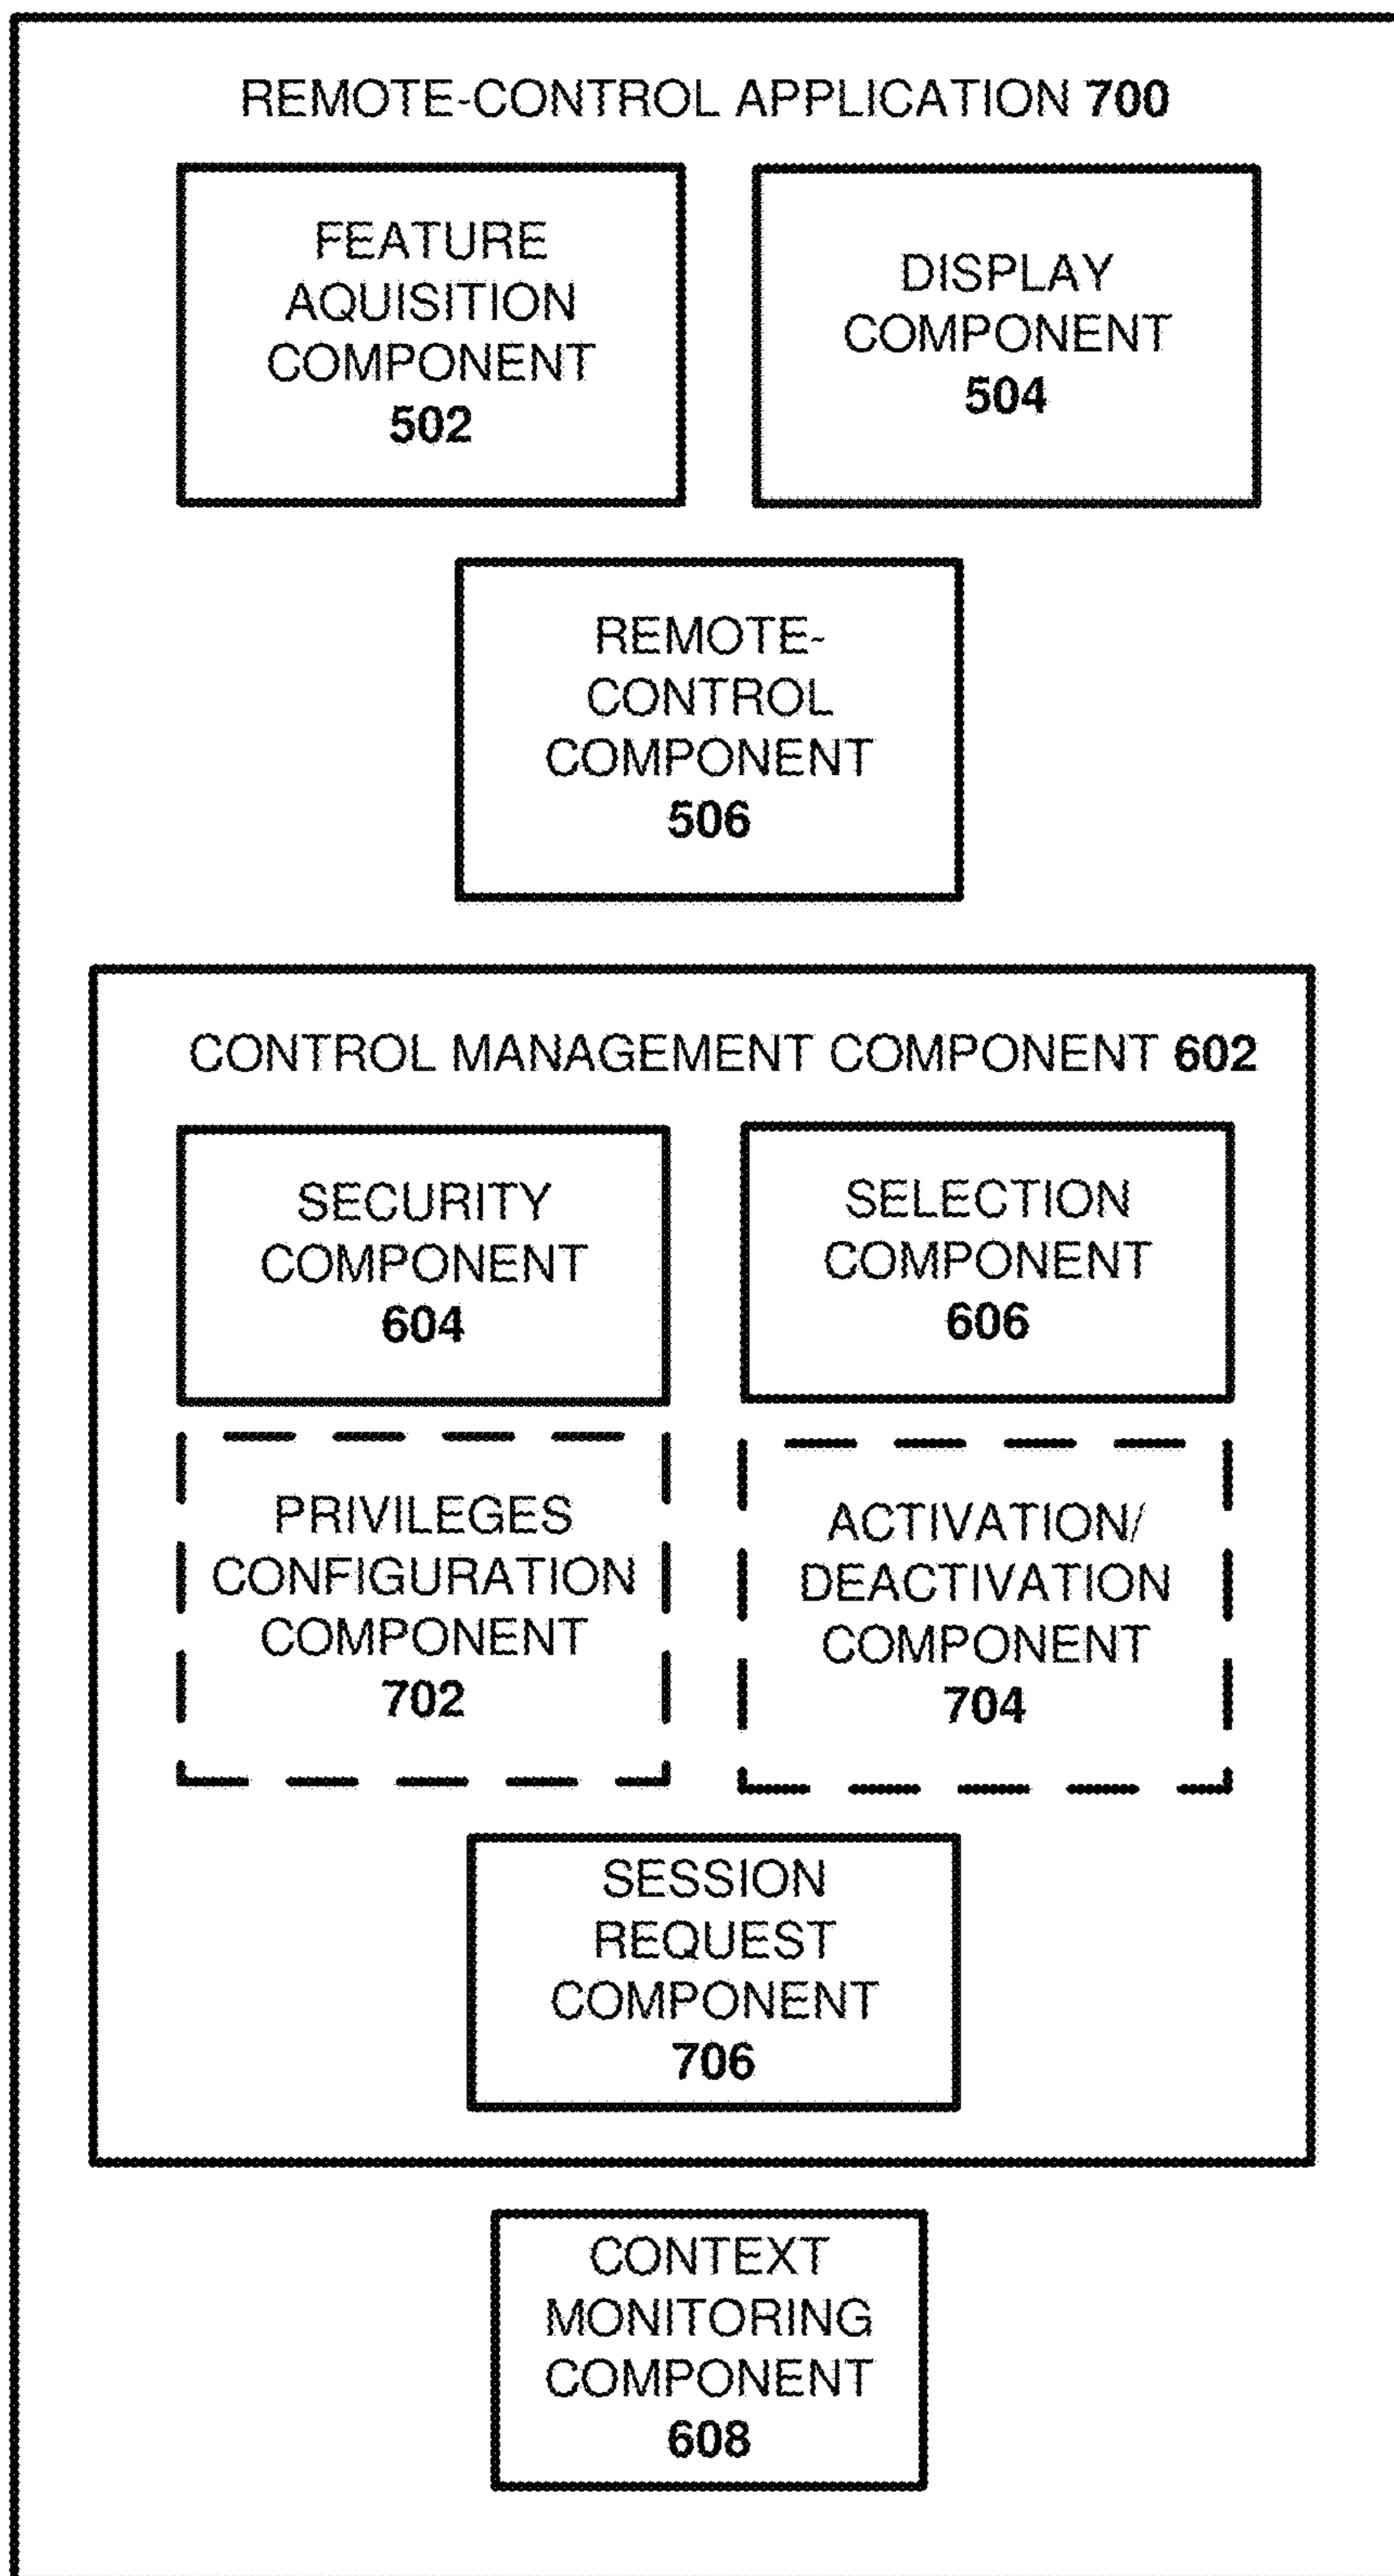 REMOTE-CONTROL APPLICATION 700
FEATURE
AQUISITION
COMPONENT
502
DISPLAY
COMPONENT
504
REMOTE-
CONTROL
COMPONENT
506
CONTROL MANAGEMENT COMPONENT 602
SECURITY
COMPONENT
604
SELECTION
COMPONENT
606
PRIVILEGES
CONFIGURATION
COMPONENT
702
ACTIVATION/
DEACTIVATION
COMPONENT
704
SESSION
REQUEST
COMPONENT
706
CONTEXT
MONITORING
COMPONENT
608